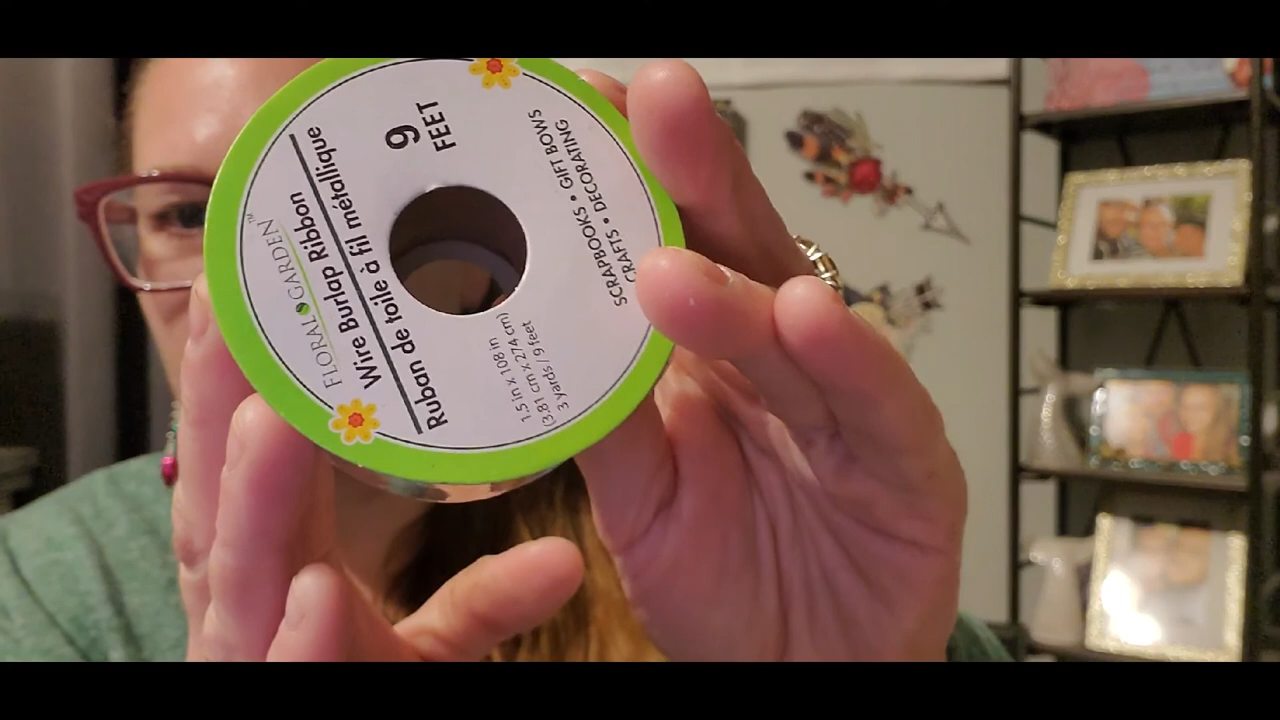 FLORAL GARDEN™
Wire Burlap Ribbon
Ruban de toile à fil métallique
9
FEET
1.5 in x 108 in
(3.81 cm x 274 cm)
3 yards / 9 feet
SCRAPBOOKS • GIFT BOWS
CRAFTS • DECORATING